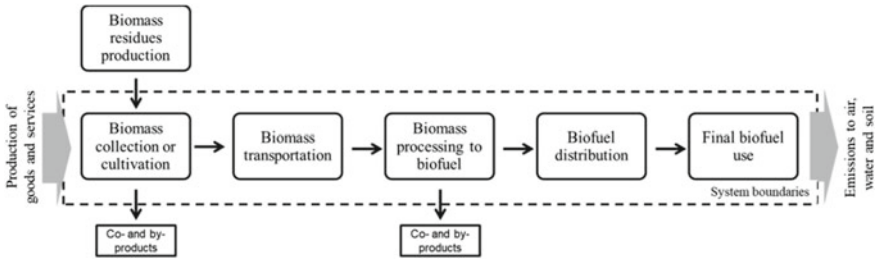 Biomass
residues
production
Production of
goods and services
Biomass
collection or
cultivation
Biomass
transportation
Biomass
processing to
biofuel
Biofuel
distribution
Final biofuel
use
System boundaries
Emissions to air,
water and soil
Co- and by-
products
Co- and by-
products